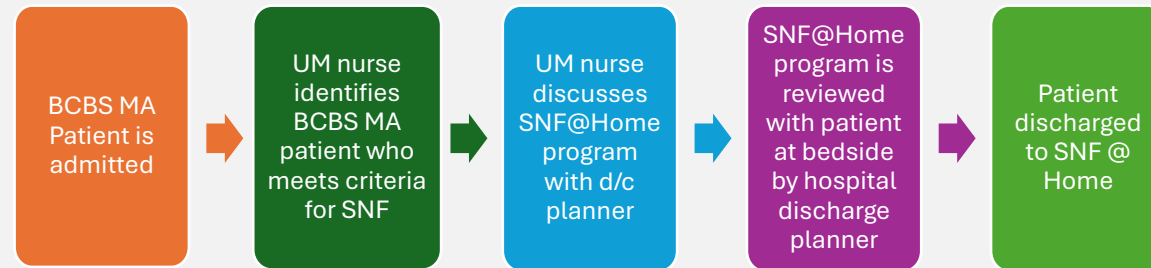 BCBS MA
Patient is
admitted
UM nurse
identifies
BCBS MA
patient who
meets criteria
for SNF
UM nurse
discusses
SNF@Home
program
with d/c
planner
SNF@Home
program is
reviewed
with patient
at bedside
by hospital
discharge
planner
Patient
discharged
to SNF @
Home